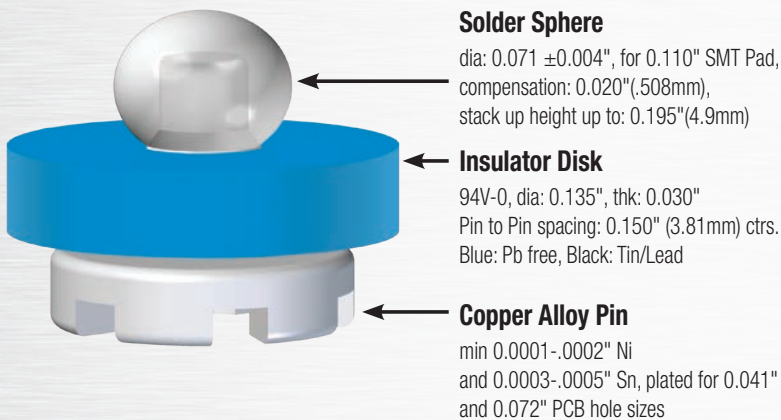 Solder Sphere
dia: 0.071 ±0.004", for 0.110" SMT Pad,
compensation: 0.020"(.508mm),
stack up height up to: 0.195"(4.9mm)
Insulator Disk
94V-0, dia: 0.135", thk: 0.030"
Pin to Pin spacing: 0.150" (3.81mm) ctrs.
Blue: Pb free, Black: Tin/Lead
Copper Alloy Pin
min 0.0001-.0002" Ni
and 0.0003-.0005" Sn, plated for 0.041"
and 0.072" PCB hole sizes